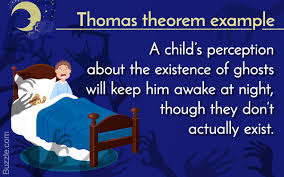 Thomas theorem example
A child's perception
about the existence of ghosts
will keep him awake at night,
though they don't
actually exist.
Buzzle.com